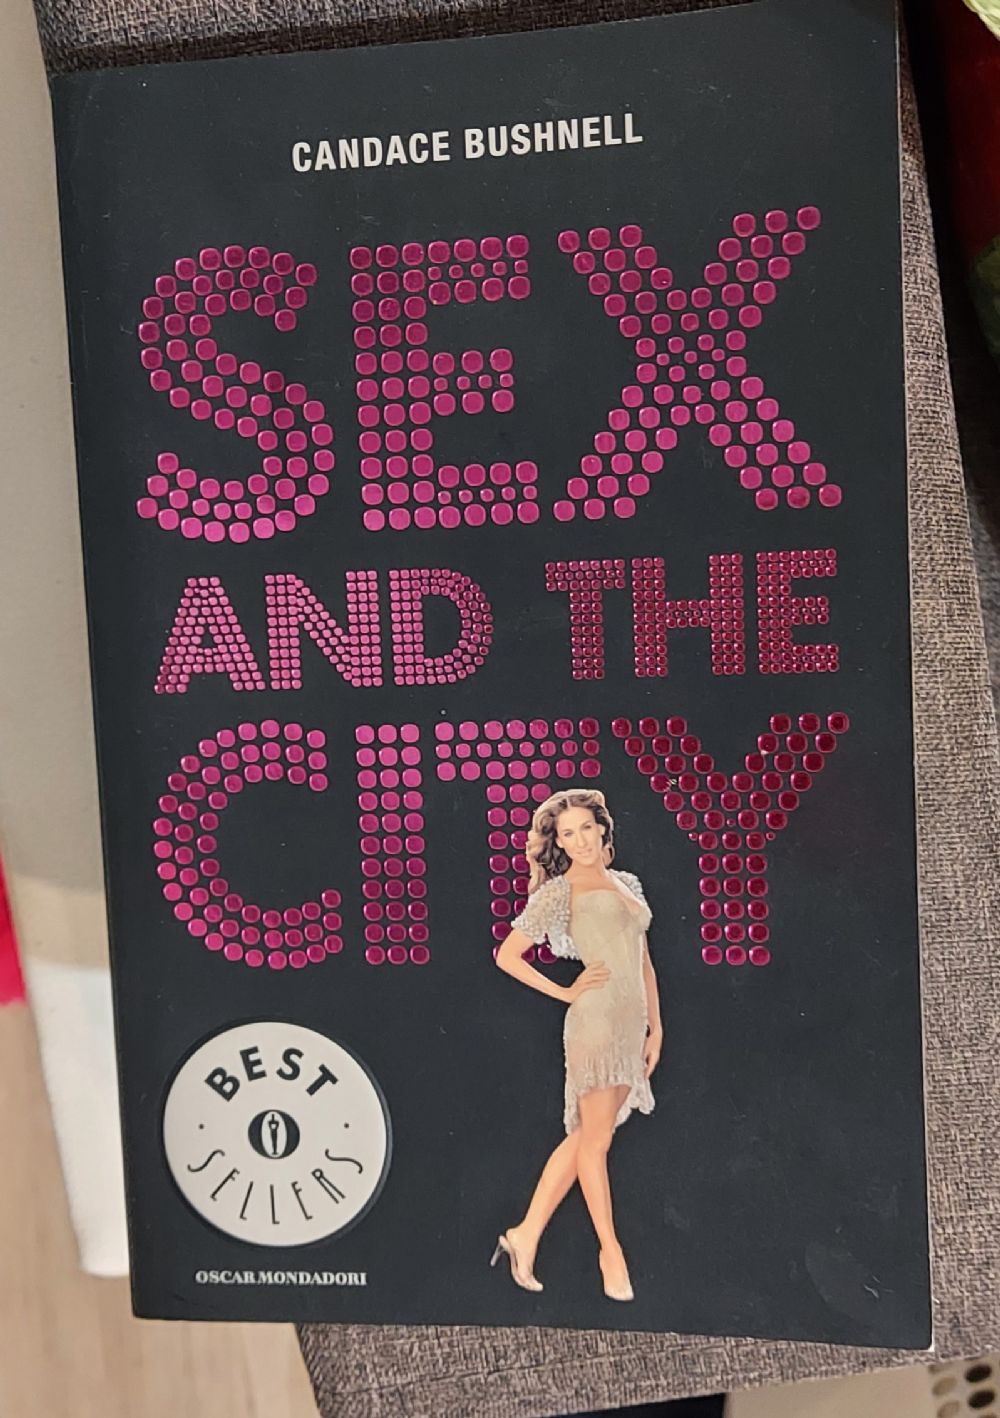 CANDACE BUSHNELL
SEX
AND THE
CITY
BEST
O
SELLERS
OSCAR MONDADORI